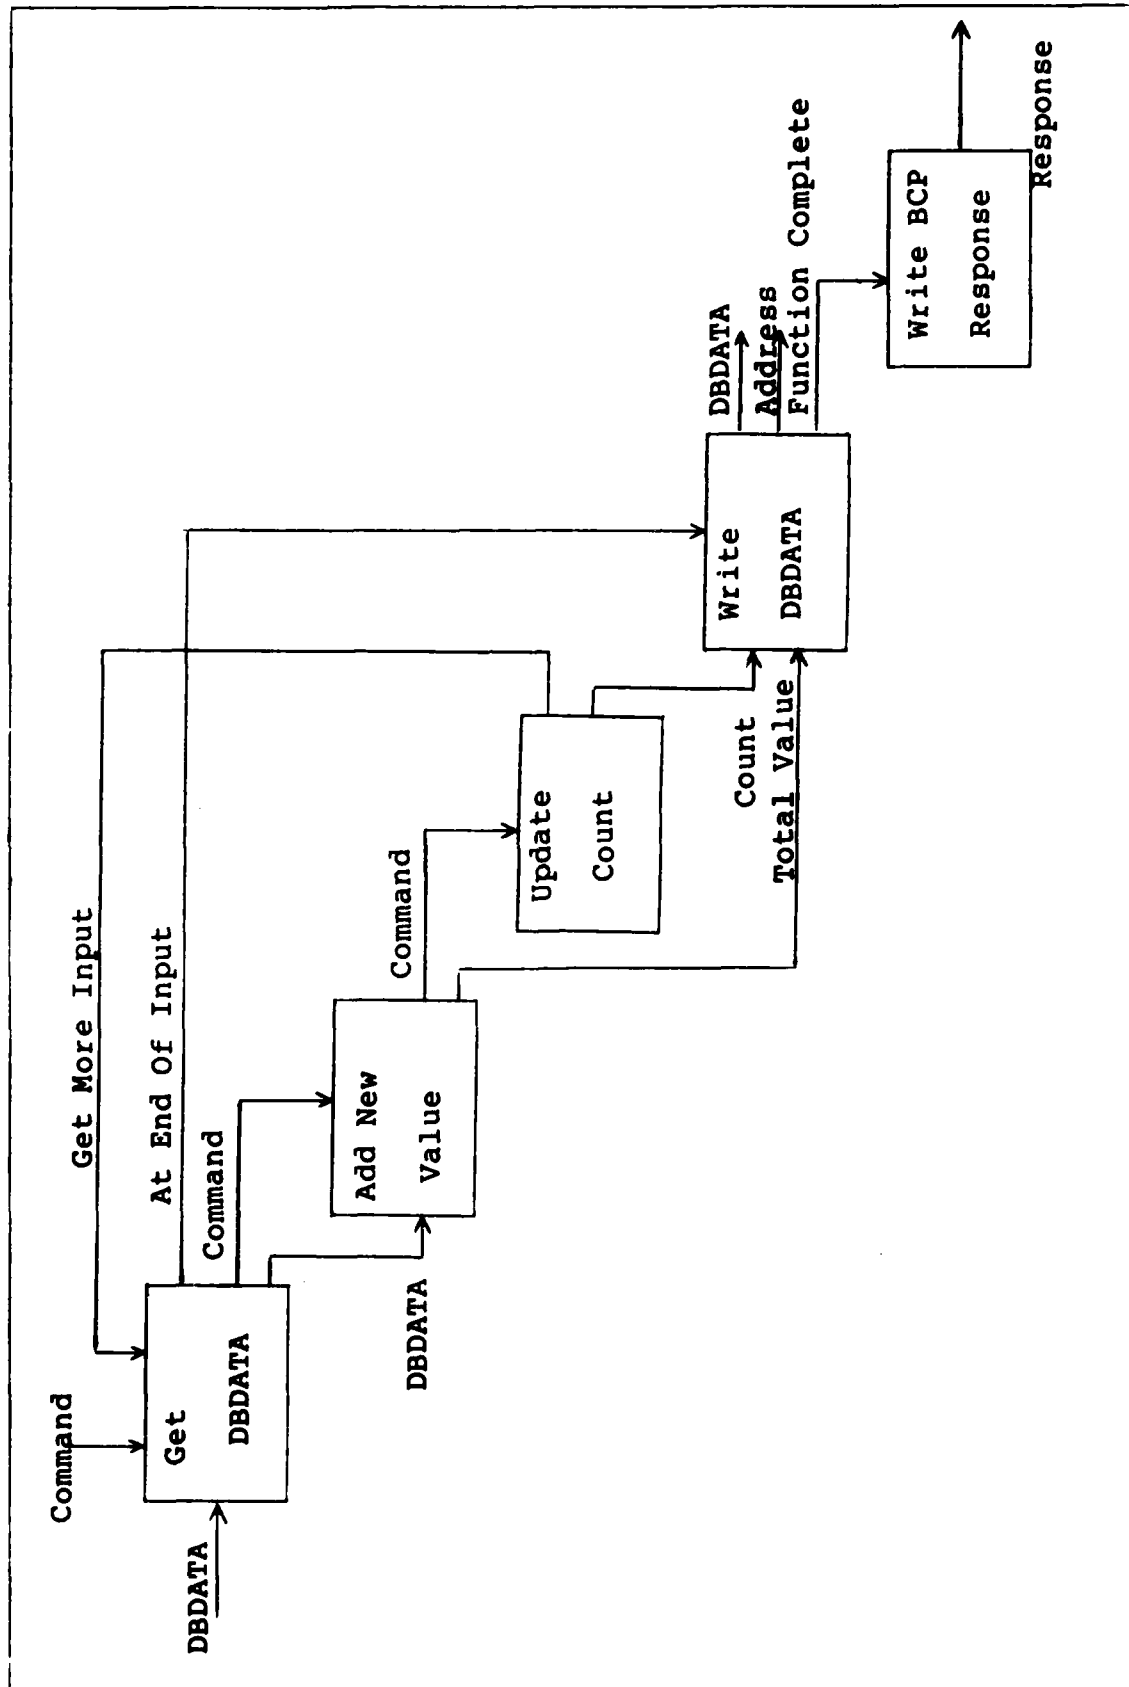 Get More Input
Command
At End Of Input
Command
DBDATA
Get
DBDATA
Command
DBDATA
Add New
Value
Update
Count
Count
Total Value
Write
DBDATA
DBDATA
Address
Function Complete
Write BCP
Response
Response